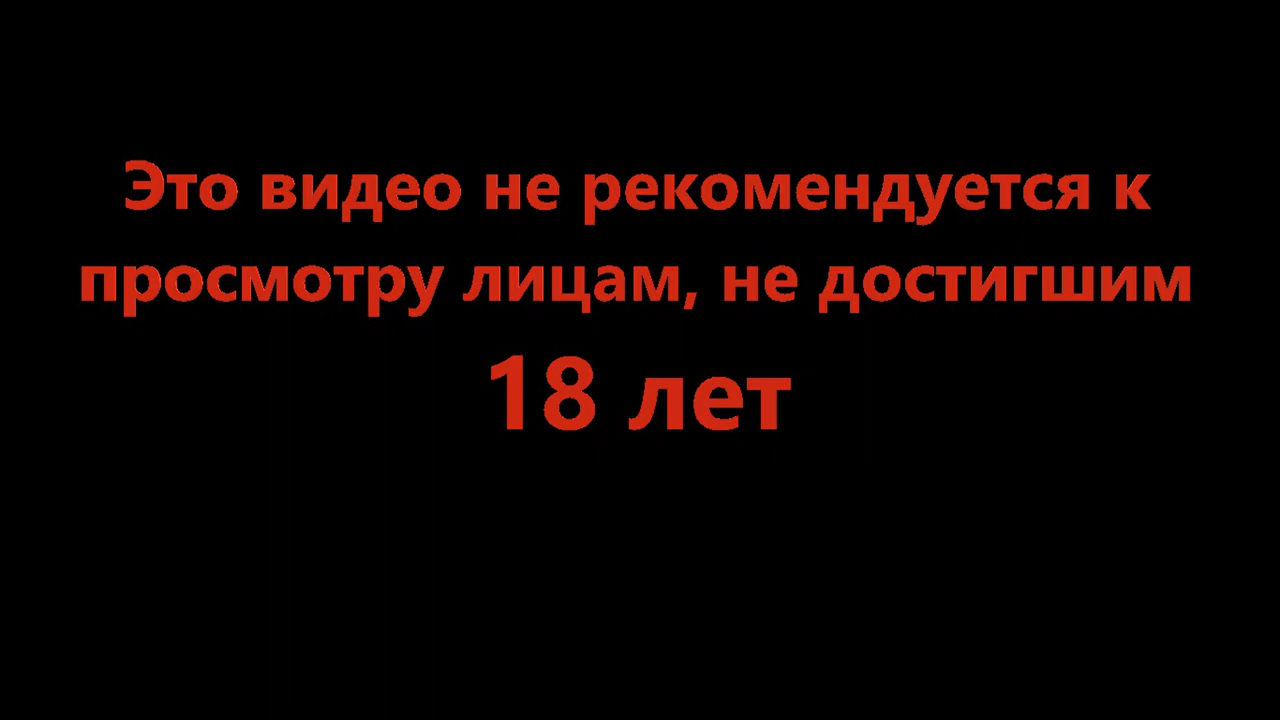 Это видео не рекомендуется к
просмотру лицам, не достигшим
18 лет